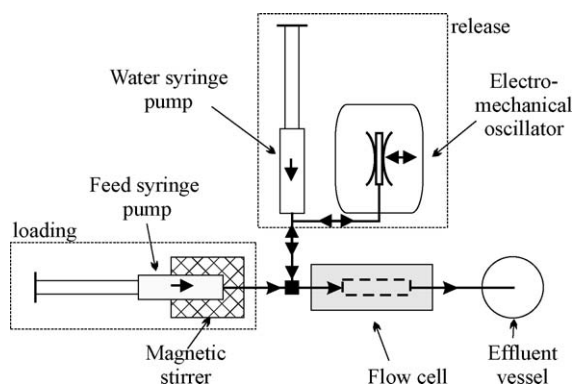 release
Water syringe
pump
Electro-
mechanical
oscillator
Feed syringe
pump
loading
Magnetic
stirrer
Flow cell
Effluent
vessel